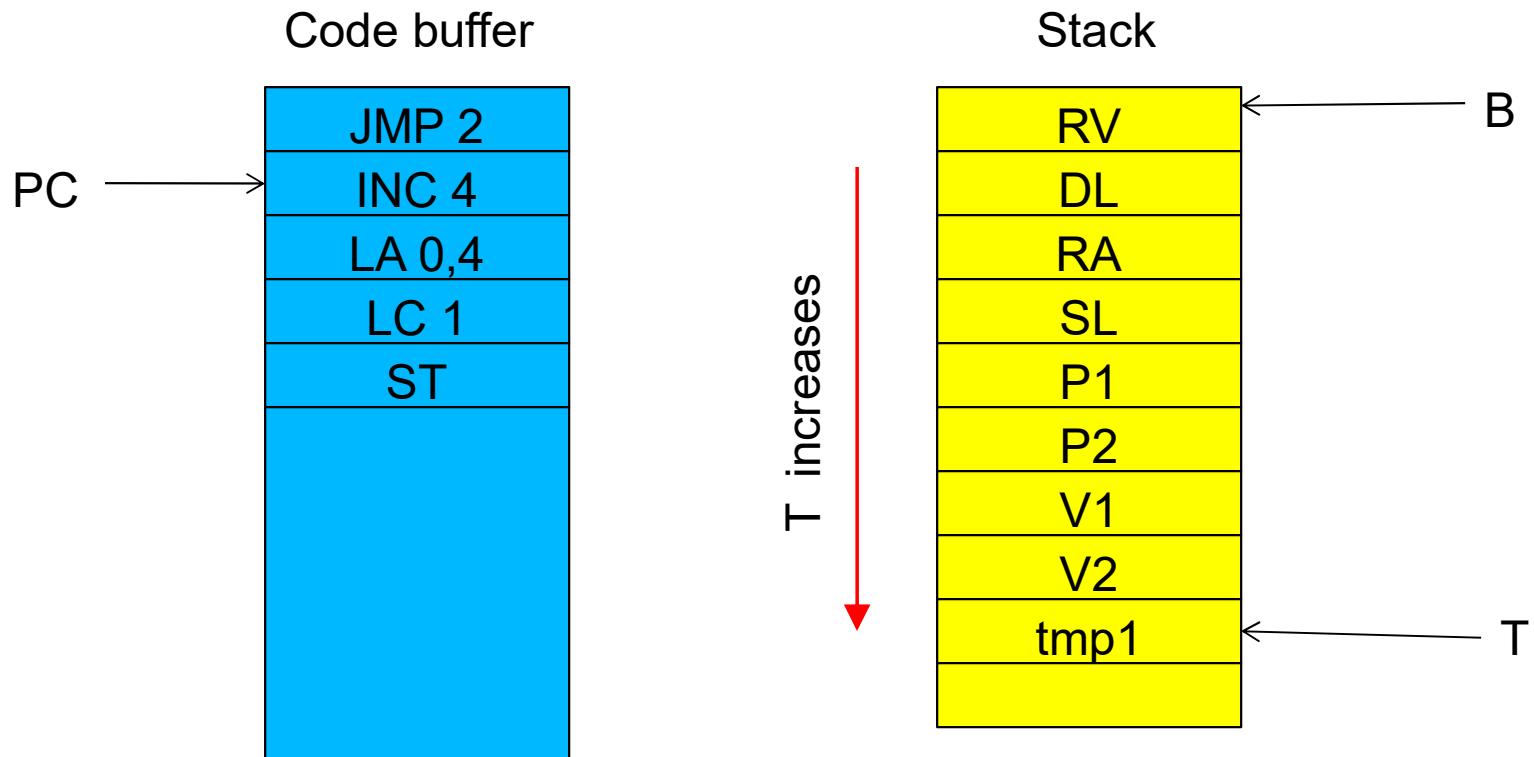 Code buffer
JMP 2
INC 4
LA 0,4
LC 1
ST
PC
Stack
RV
DL
RA
SL
P1
P2
V1
V2
tmp1
B
T
T increases